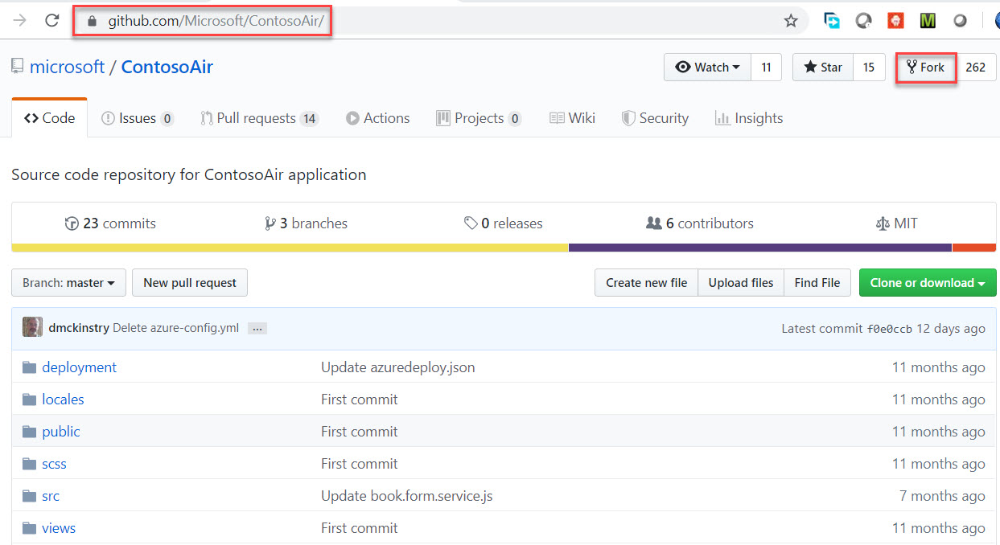 github.com/Microsoft/ContosoAir/
M
microsoft / ContosoAir Watch 11 Star 15 Fork 262
Code Issues 0 Pull requests 14 Actions Projects 0 Wiki Security Insights
Source code repository for ContosoAir application
23 commits 3 branches 0 releases 6 contributors MIT
Branch: master New pull request Create new file Upload files Find File Clone or download
dmckinstry Delete azure-config.yml ... Latest commit f0e0ccb 12 days ago
deployment Update azuredeploy.json 11 months ago
locales First commit 11 months ago
public First commit 11 months ago
scss First commit 11 months ago
src Update book.form.service.js 7 months ago
views First commit 11 months ago